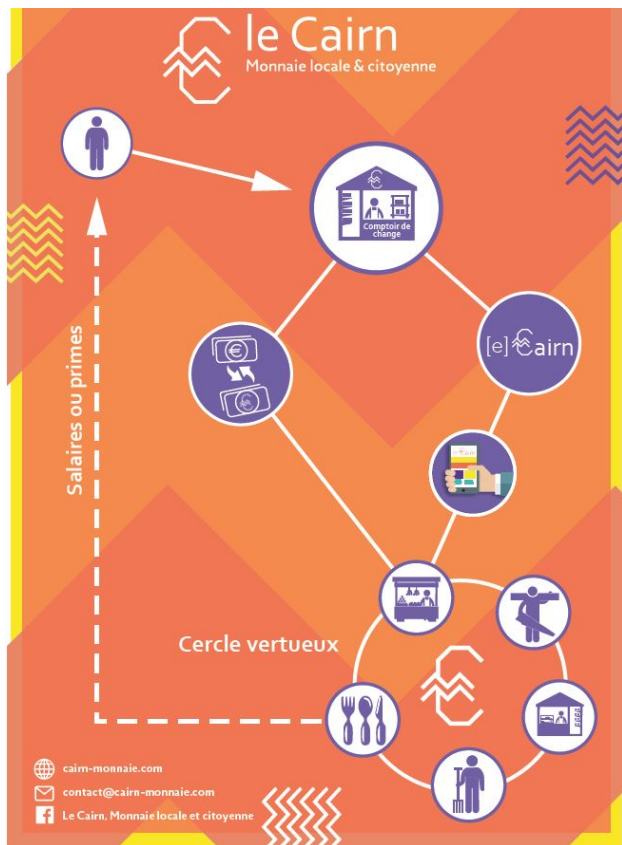 le Cairn
Monnaie locale & citoyenne
Comptoir de
change
[e] Cairn
Salaires ou primes
Cercle vertueux
cairn-monnaie.com
contact@cairn-monnaie.com
Le Cairn, Monnaie locale et citoyenne